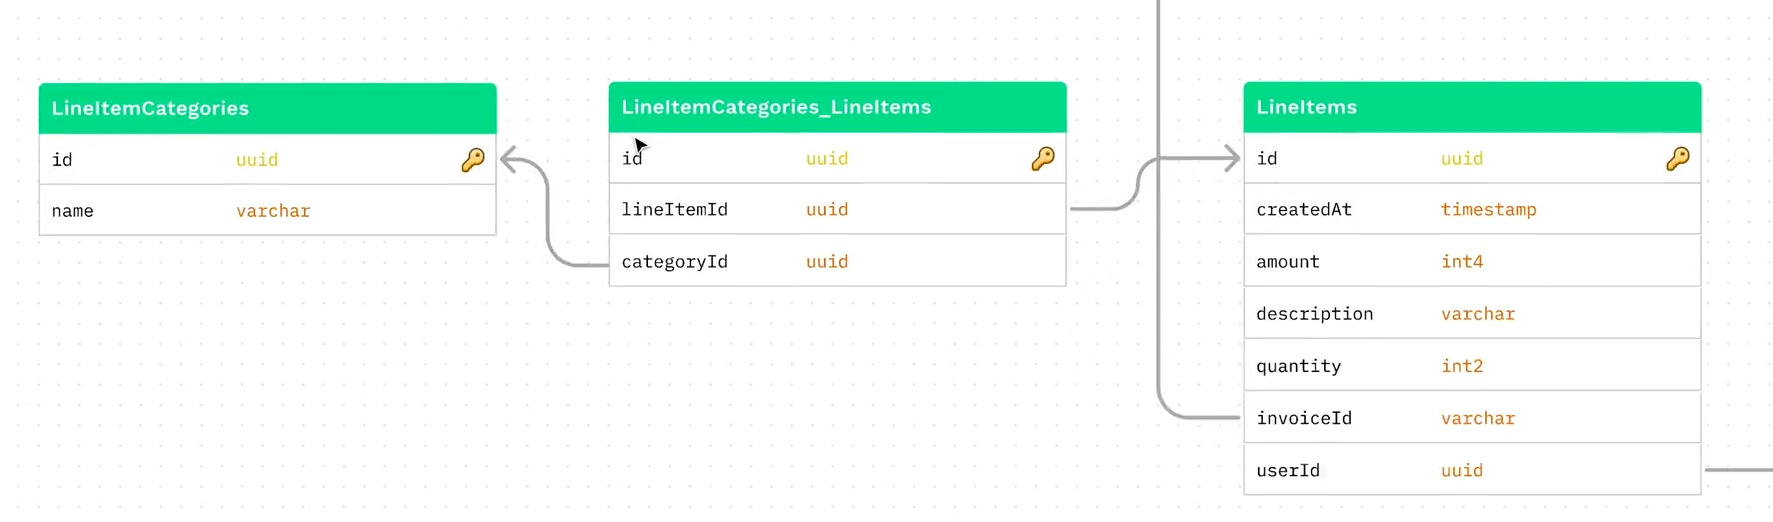 LineItemCategories
id uuid
name varchar
LineItemCategories_LineItems
id uuid
lineItemId uuid
categoryId uuid
LineItems
id uuid
createdAt timestamp
amount int4
description varchar
quantity int2
invoiceId varchar
userId uuid